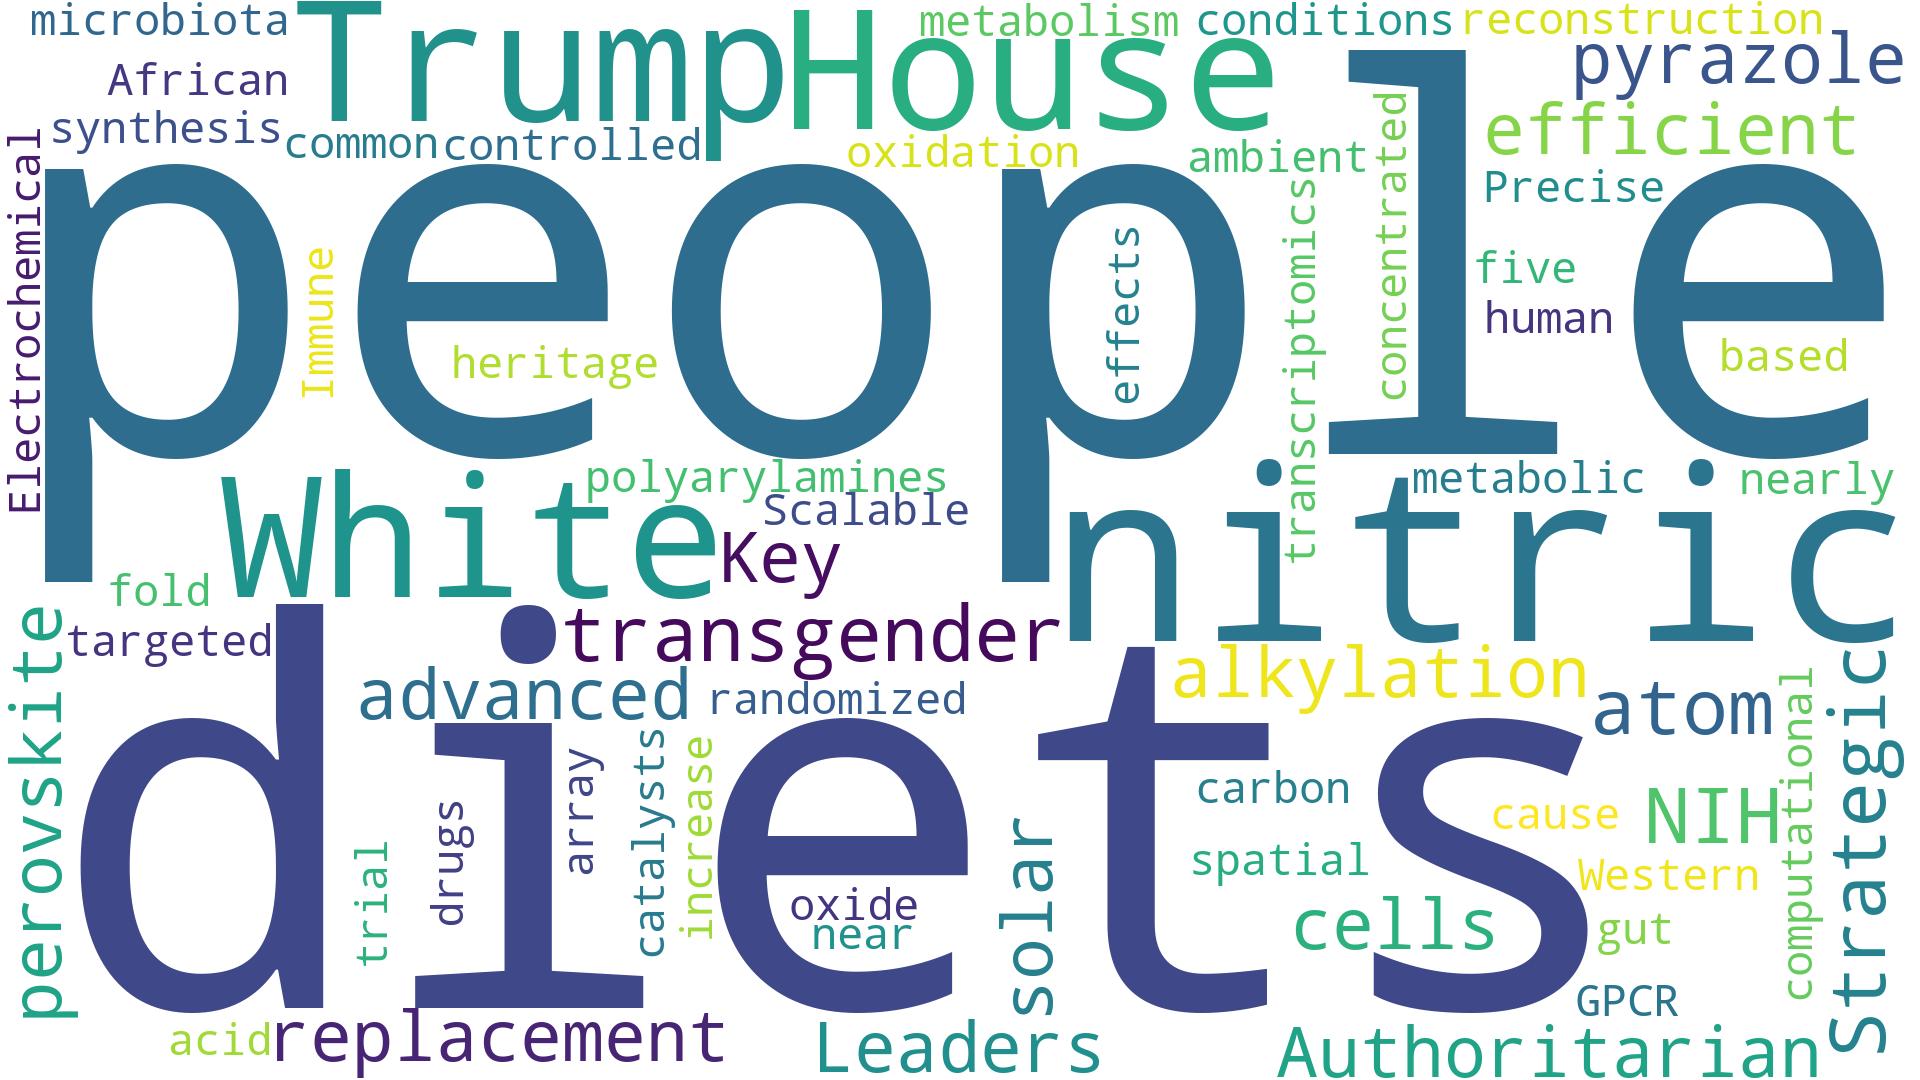 microbiota
Trump
House
metabolism
conditions
reconstruction
African
pyrazole
synthesis
common
controlled
oxidation
ambient
efficient
Electrochemical
people
concentrated
Precise
transcriptomics
effects
Immune
heritage
five
human
based
White
polyarylamines
Scalable
nitric
metabolic
nearly
Key
fold
targeted
transgender
perovskite
diets
advanced
randomized
alkylation
atom
Strategic
computational
array
catalysts
increase
drugs
trial
carbon
cause
NIH
solar
spatial
Western
oxide
near
cells
gut
GPCR
acid
replacement
Leaders
Authoritarian